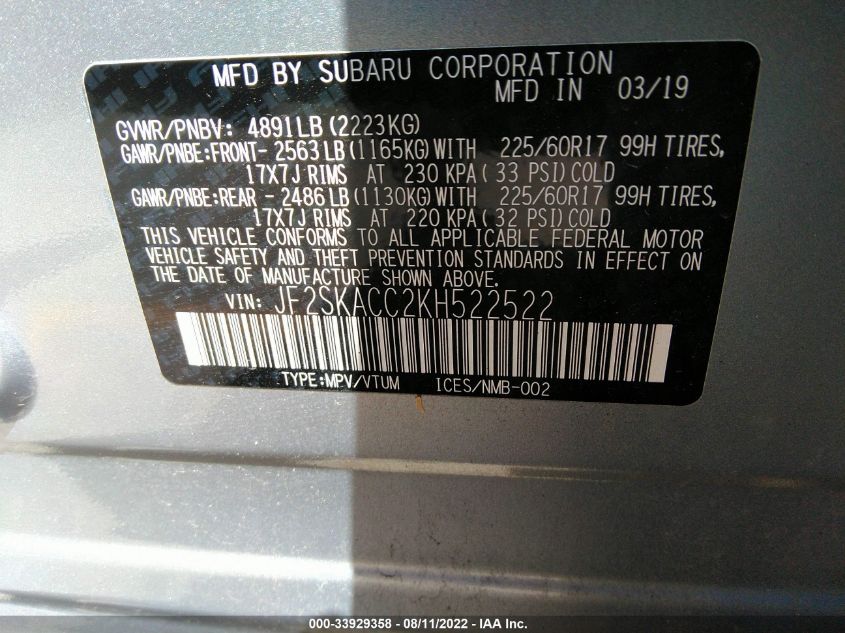 MFD BY SUBARU CORPORATION
MFD IN 03/19
GVWR/PNBV: 4891LB (2223KG)
GAWR/PNBE:FRONT- 2563LB (1165KG) WITH 225/60R17 99H TIRES,
17X7J RIMS AT 230 KPA (33 PSI) COLD
GAWR/PNBE:REAR - 2486LB (1130KG) WITH 225/60R17 99H TIRES,
17X7J RIMS AT 220 KPA (32 PSI) COLD
THIS VEHICLE CONFORMS TO ALL APPLICABLE FEDERAL MOTOR
VEHICLE SAFETY AND THEFT PREVENTION STANDARDS IN EFFECT ON
THE DATE OF MANUFACTURE SHOWN ABOVE.
VIN: JF2SKACC2KH522522
TYPE:MPV/VTUM ICES/NMB-002
000-33929358 - 08/11/2022 - IAA Inc.